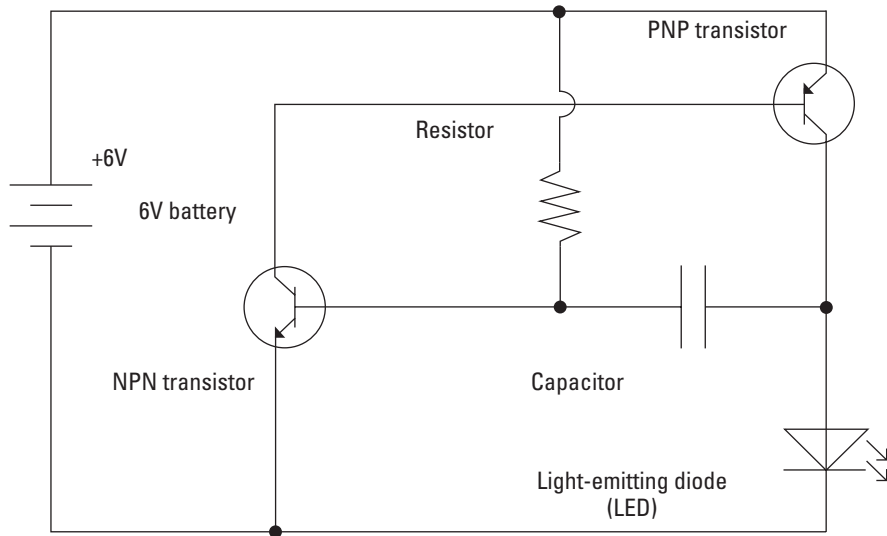 PNP transistor
Resistor
+6V
6V battery
NPN transistor
Capacitor
Light-emitting diode
(LED)